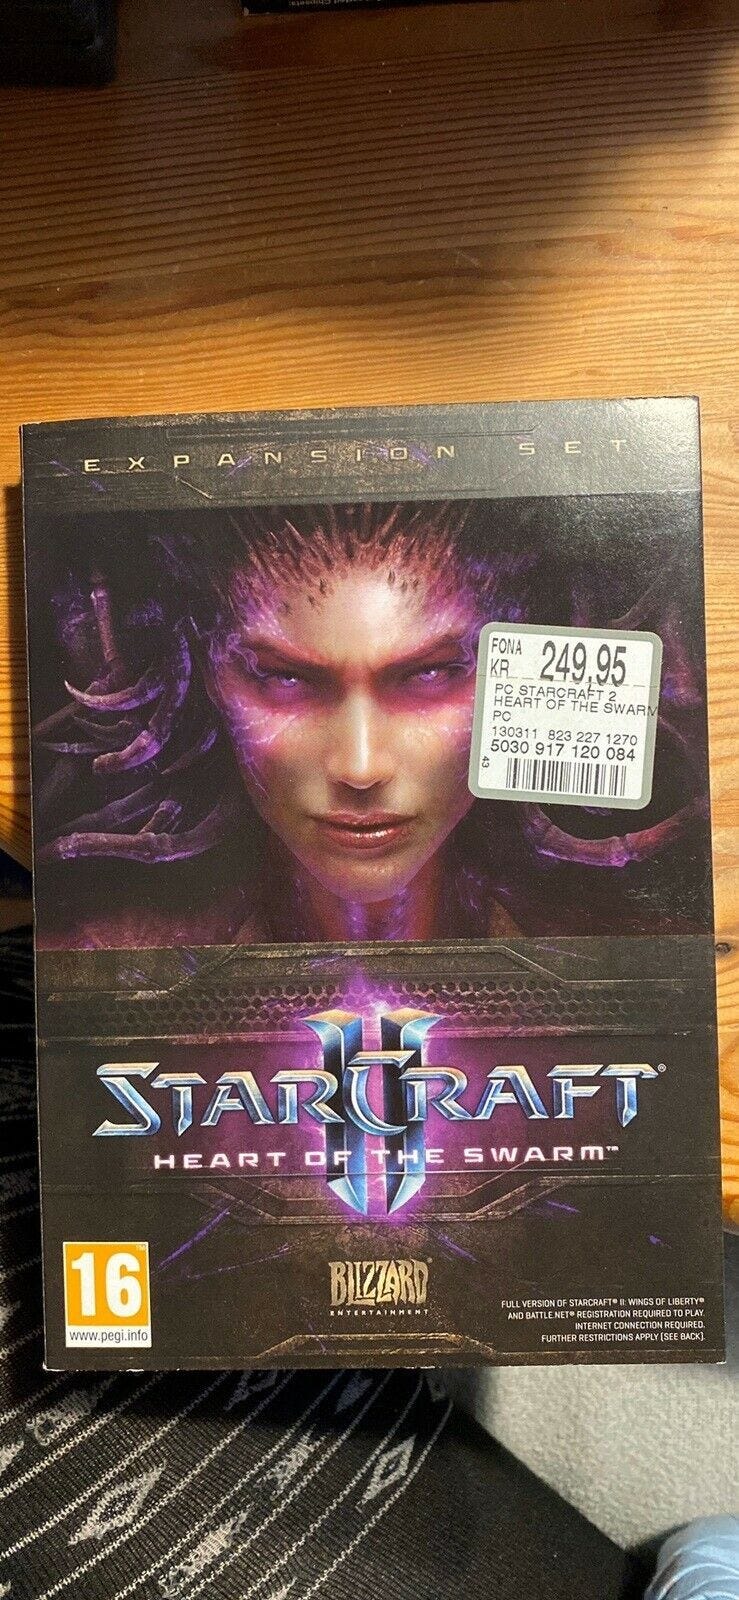 EXPANSION SET
FONA
KR 249,95
PC STARCRAFT 2
HEART OF THE SWARM
PC
130311 823 227 1270
5030 917 120 084
43
STARCRAFT®
II
HEART OF THE SWARM™
16™
www.pegi.info
BLIZZARD®
ENTERTAINMENT
FULL VERSION OF STARCRAFT® II: WINGS OF LIBERTY®
AND BATTLE.NET® REGISTRATION REQUIRED TO PLAY.
INTERNET CONNECTION REQUIRED.
FURTHER RESTRICTIONS APPLY (SEE BACK).